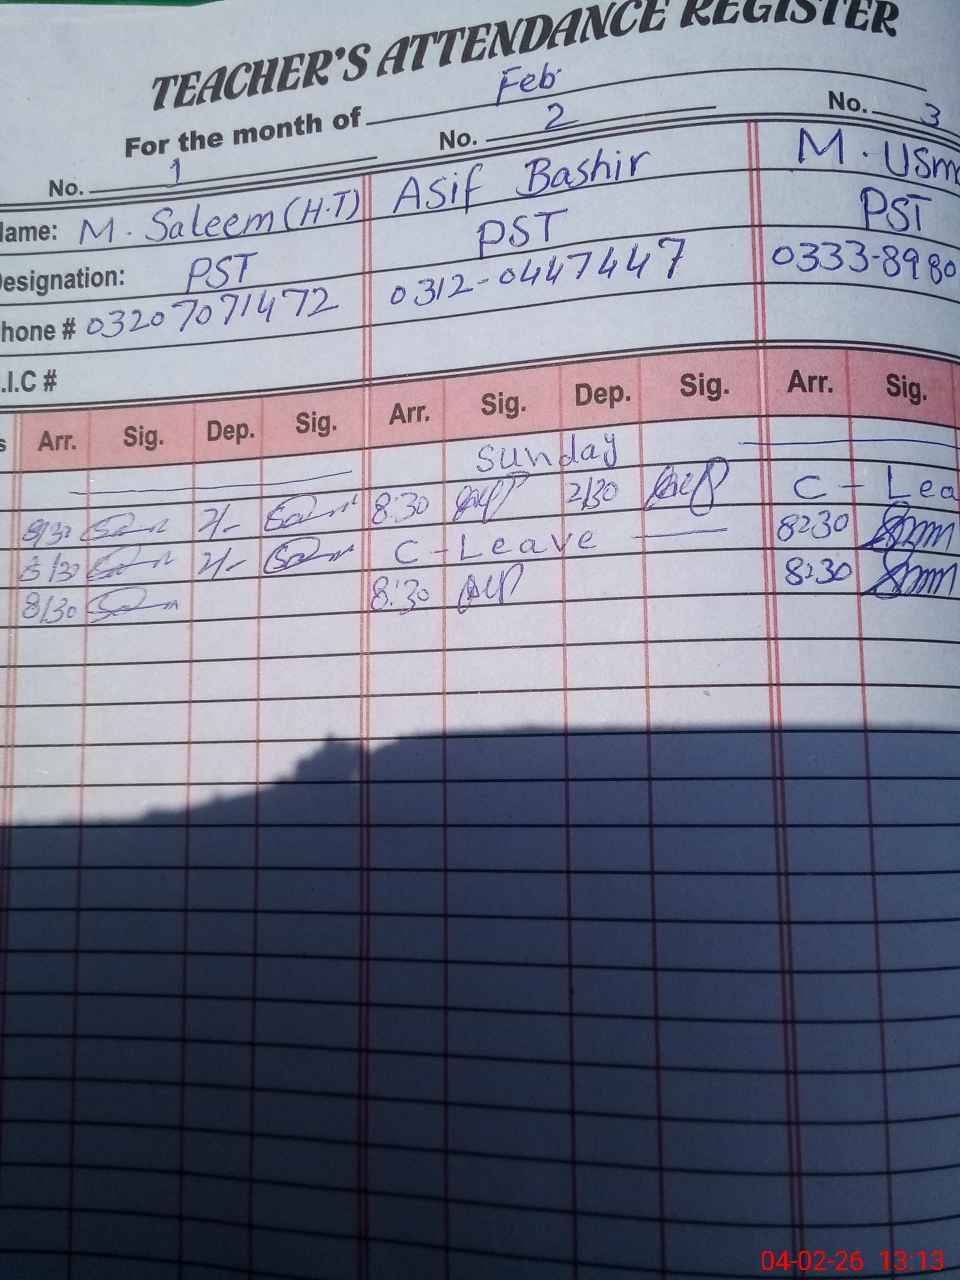 TEACHER'S ATTENDANCE REGISTER
For the month of Feb.
No. 1 No. 2 No. 3
Name: M. Saleem (H.T) Asif Bashir M. Usm
Designation: PST PST PST
hone # 03207071472 0312-0447447 0333-8980
.I.C #
s Arr. Sig. Dep. Sig. Arr. Sig. Dep. Sig. Arr. Sig.
Sunday
8/30 2/- 8:30 2/30 C - Lea
8/30 2/- C - Leave 8:30
8/30 8:30 8:30
04-02-26 13:13